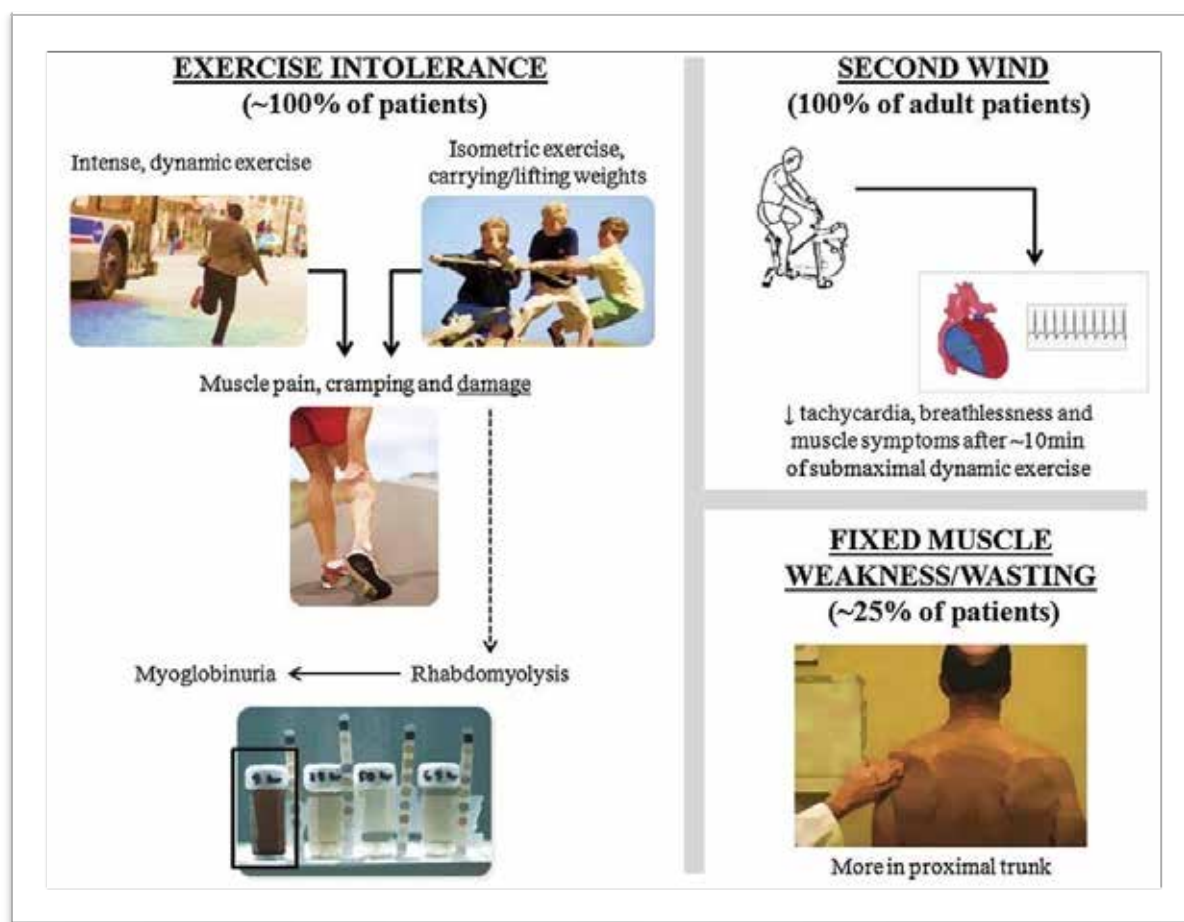 EXERCISE INTOLERANCE
(~100% of patients)
Intense, dynamic exercise
Isometric exercise,
carrying/lifting weights
Muscle pain, cramping and damage
Myoglobinuria
Rhabdomyolysis
SECOND WIND
(100% of adult patients)
↓ tachycardia, breathlessness and
muscle symptoms after ~10min
of submaximal dynamic exercise
FIXED MUSCLE
WEAKNESS/WASTING
(~25% of patients)
More in proximal trunk